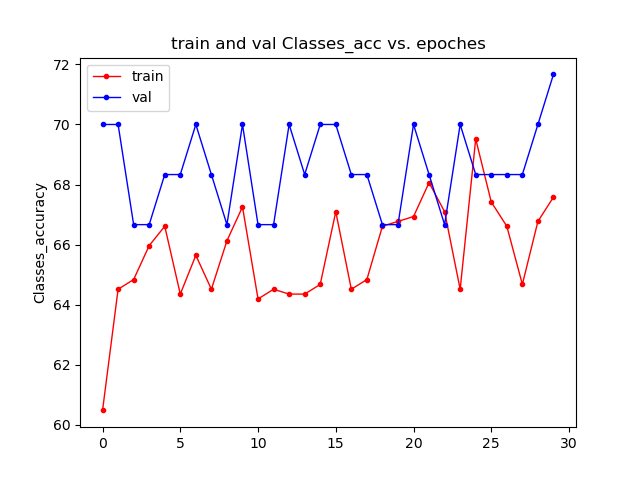 train and val Classes_acc vs. epoches
train
val
Classes_accuracy
72
70
68
66
64
62
60
0 5 10 15 20 25 30